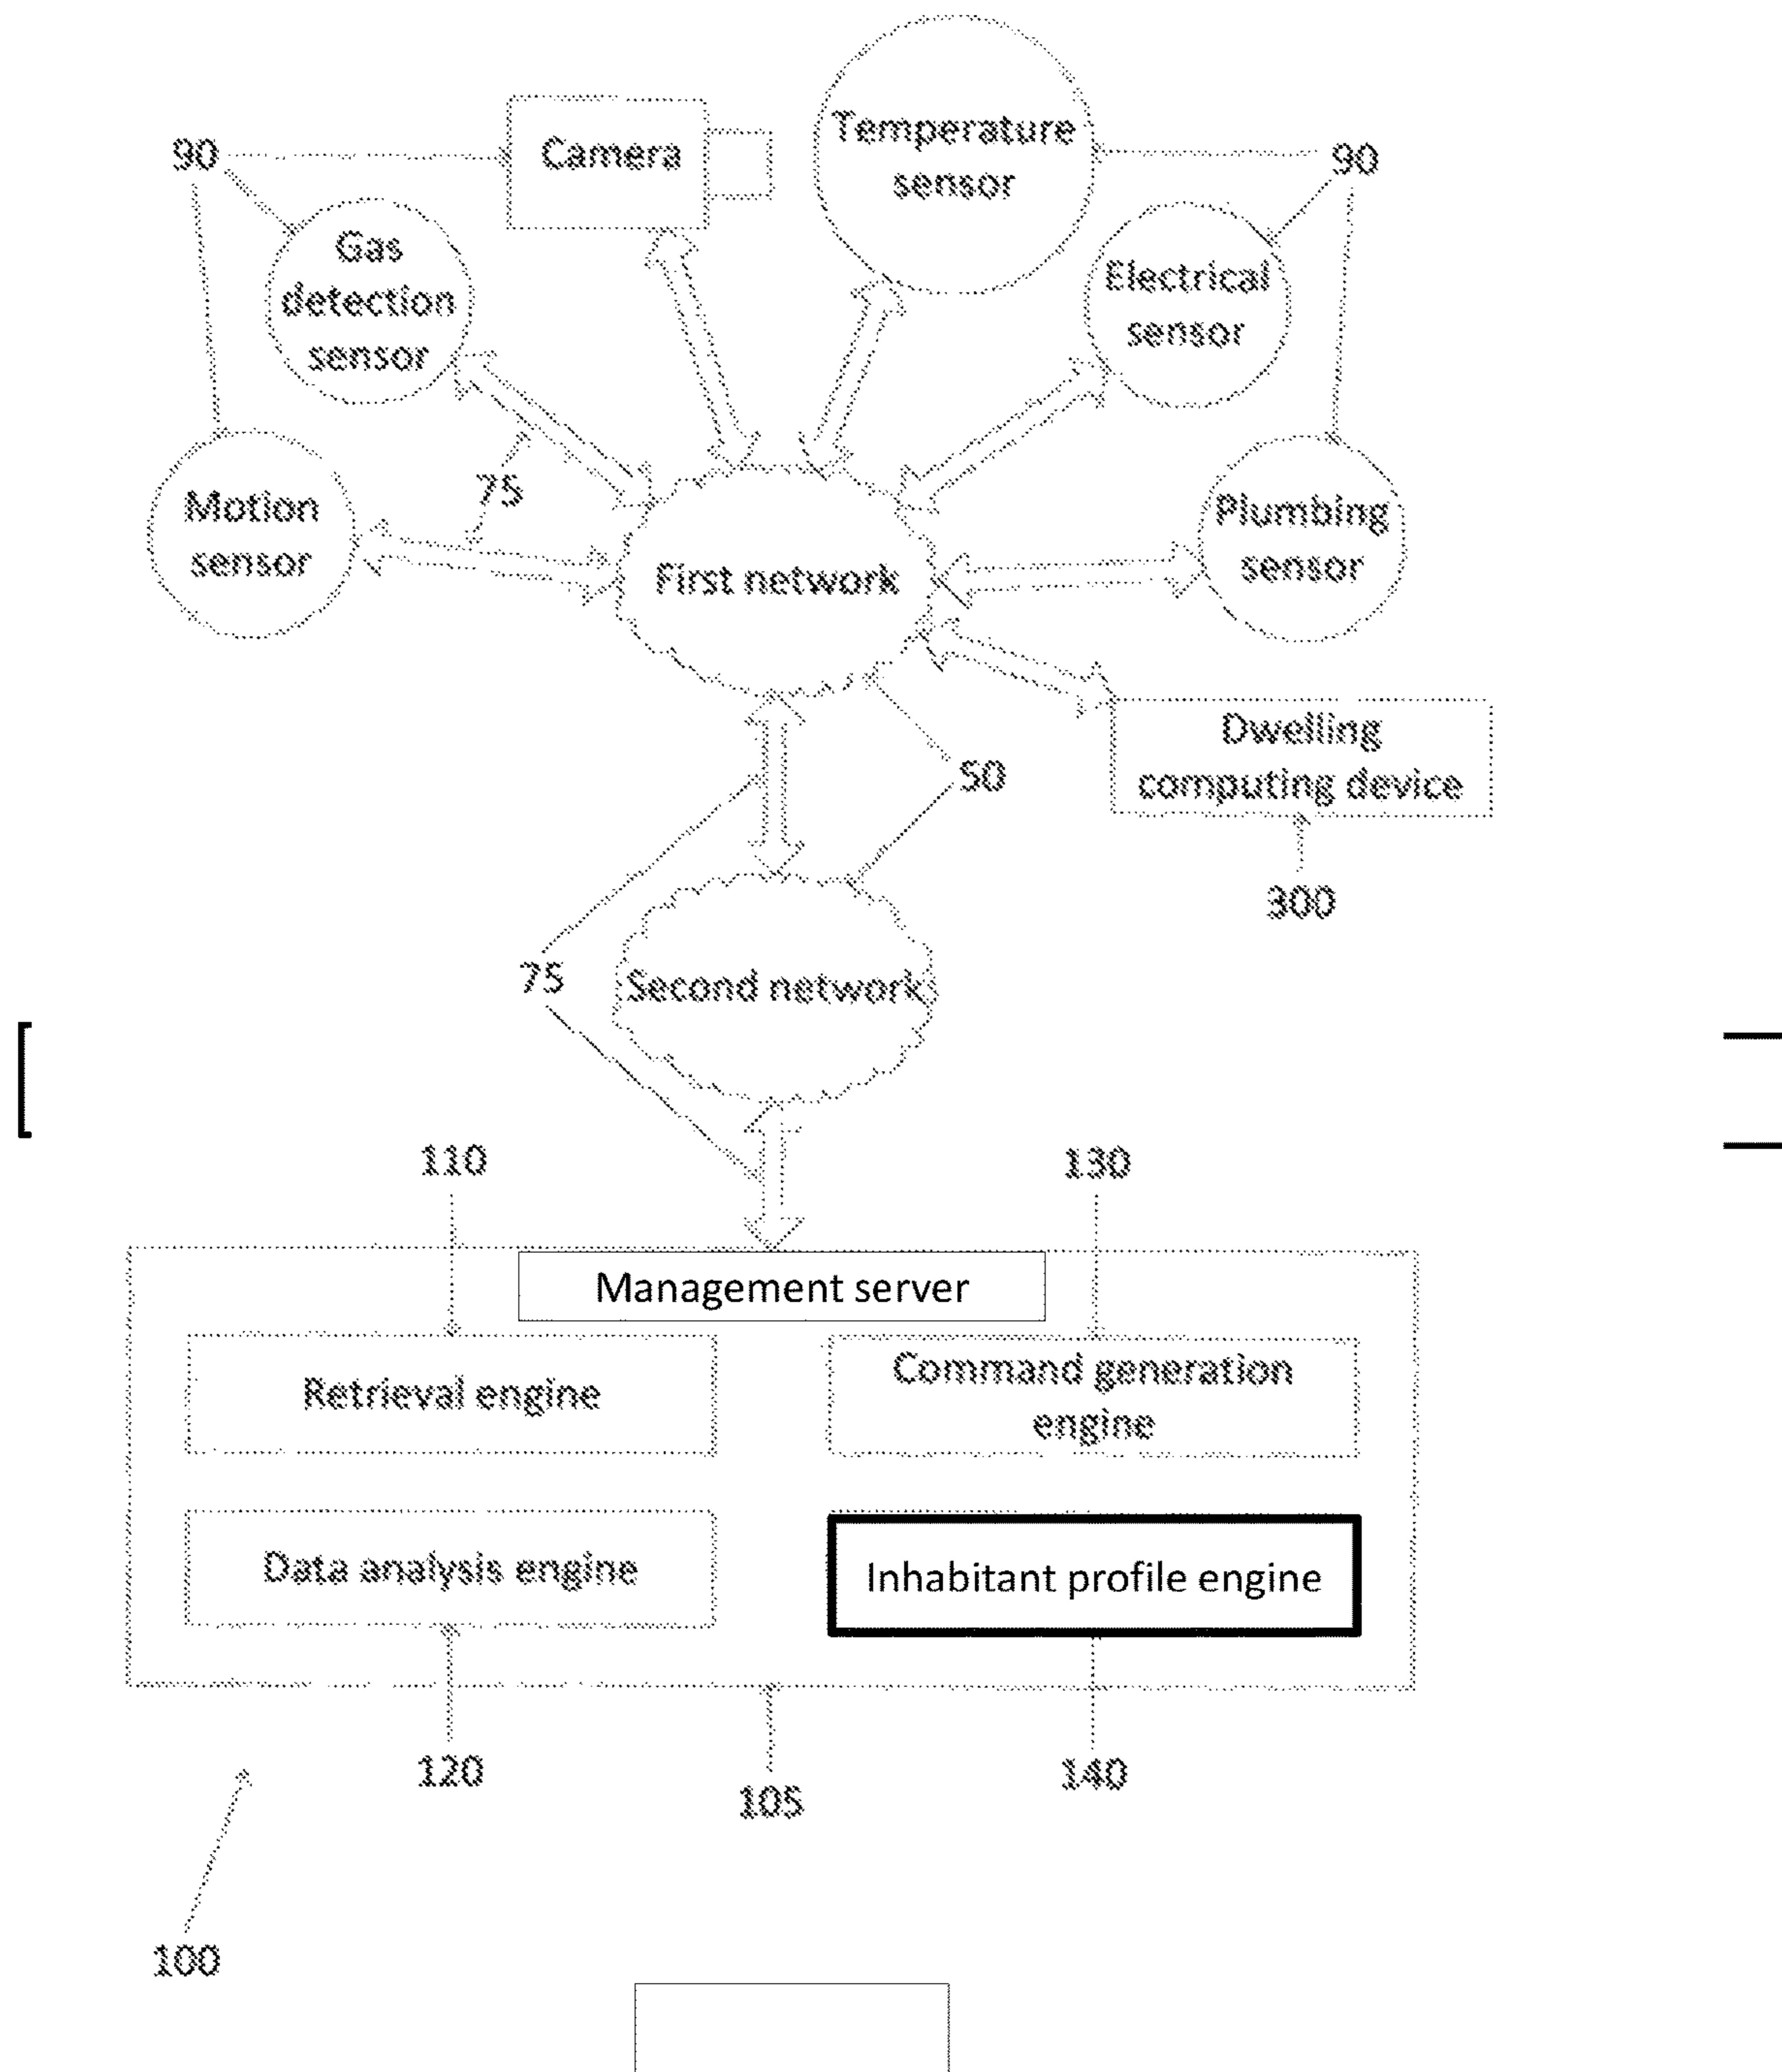 90
Camera
Temperature
sensor
90
Gas
detection
sensor
Electrical
sensor
75
Motion
sensor
First network
Plumbing
sensor
Dwelling
computing device
50
300
75
Second network
[
110
130
Management server
Retrieval engine
Command generation
engine
Data analysis engine
Inhabitant profile engine
120
105
140
100